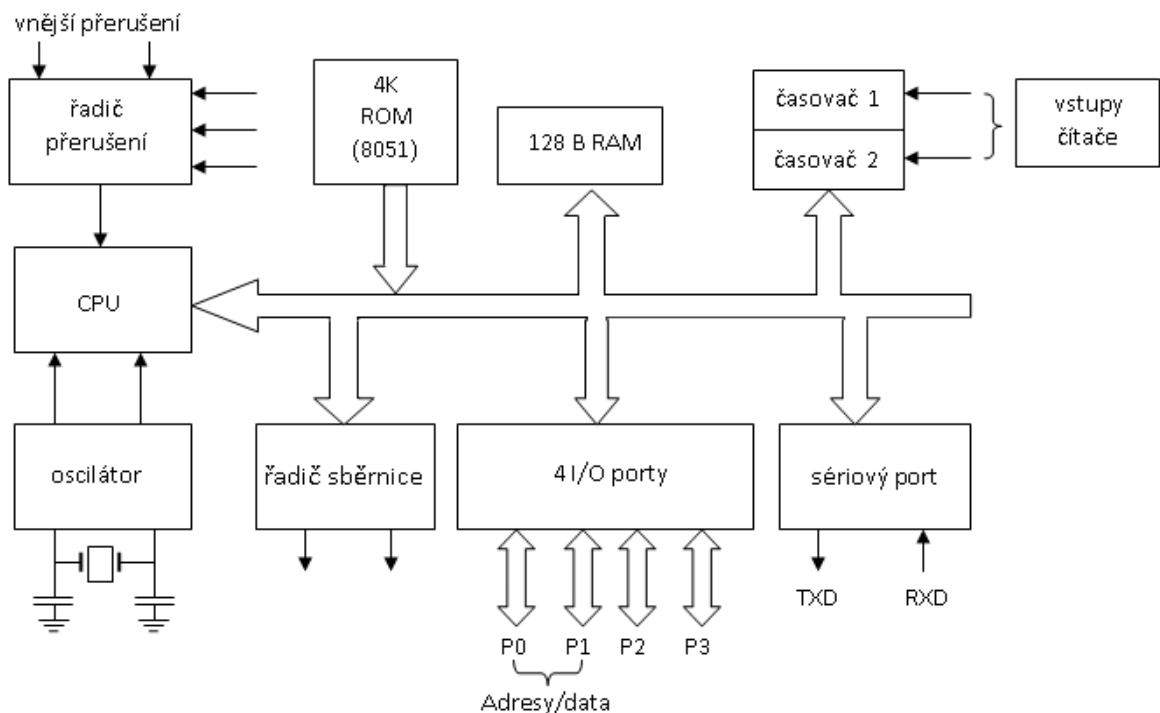 vnější přerušení
řadič
přerušení
4K
ROM
(8051)
128 B RAM
časovač 1
časovač 2
vstupy
čítače
CPU
oscilátor
řadič sběrnice
4 I/O porty
sériový port
TXD
RXD
P0
P1
P2
P3
Adresy/data